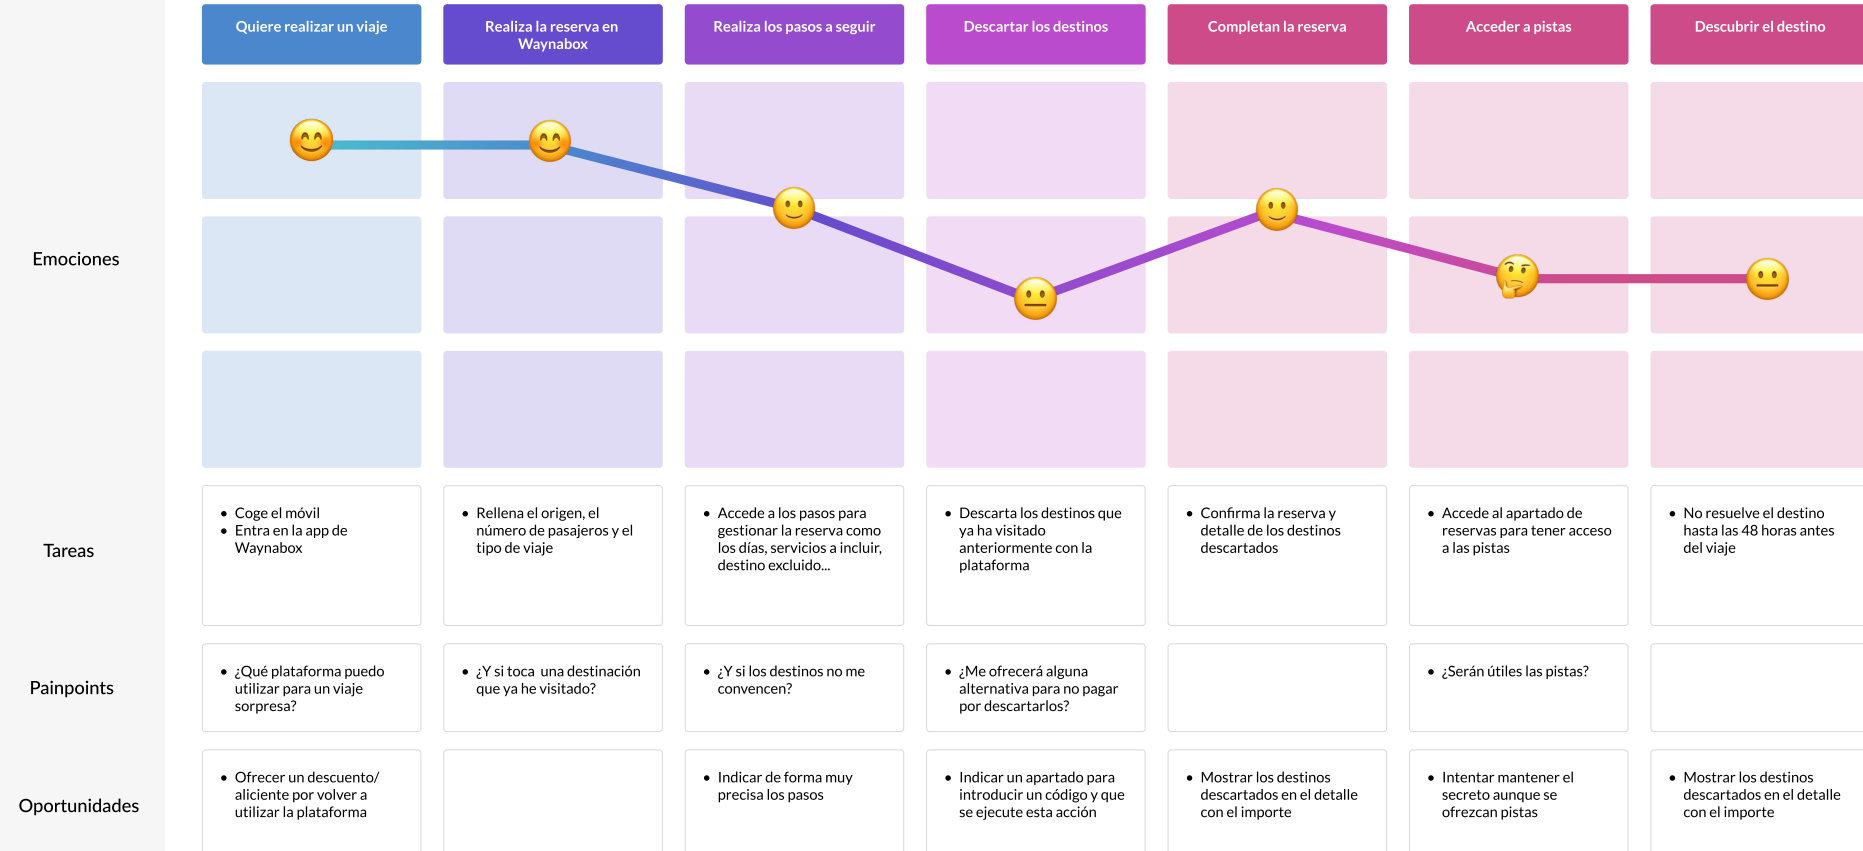 Quiere realizar un viaje
Realiza la reserva en
Waynabox
Realiza los pasos a seguir
Descartar los destinos
Completan la reserva
Acceder a pistas
Descubrir el destino
Emociones
Tareas
• Coge el móvil
• Entra en la app de
Waynabox
• Rellena el origen, el
número de pasajeros y el
tipo de viaje
• Accede a los pasos para
gestionar la reserva como
los días, servicios a incluir,
destino excluido...
• Descarta los destinos que
ya ha visitado
anteriormente con la
plataforma
• Confirma la reserva y
detalle de los destinos
descartados
• Accede al apartado de
reservas para tener acceso
a las pistas
• No resuelve el destino
hasta las 48 horas antes
del viaje
Painpoints
• ¿Qué plataforma puedo
utilizar para un viaje
sorpresa?
• ¿Y si toca una destinación
que ya he visitado?
• ¿Y si los destinos no me
convencen?
• ¿Me ofrecerá alguna
alternativa para no pagar
por descartarlos?
• ¿Serán útiles las pistas?
Oportunidades
• Ofrecer un descuento/
aliciente por volver a
utilizar la plataforma
• Indicar de forma muy
precisa los pasos
• Indicar un apartado para
introducir un código y que
se ejecute esta acción
• Mostrar los destinos
descartados en el detalle
con el importe
• Intentar mantener el
secreto aunque se
ofrezcan pistas
• Mostrar los destinos
descartados en el detalle
con el importe